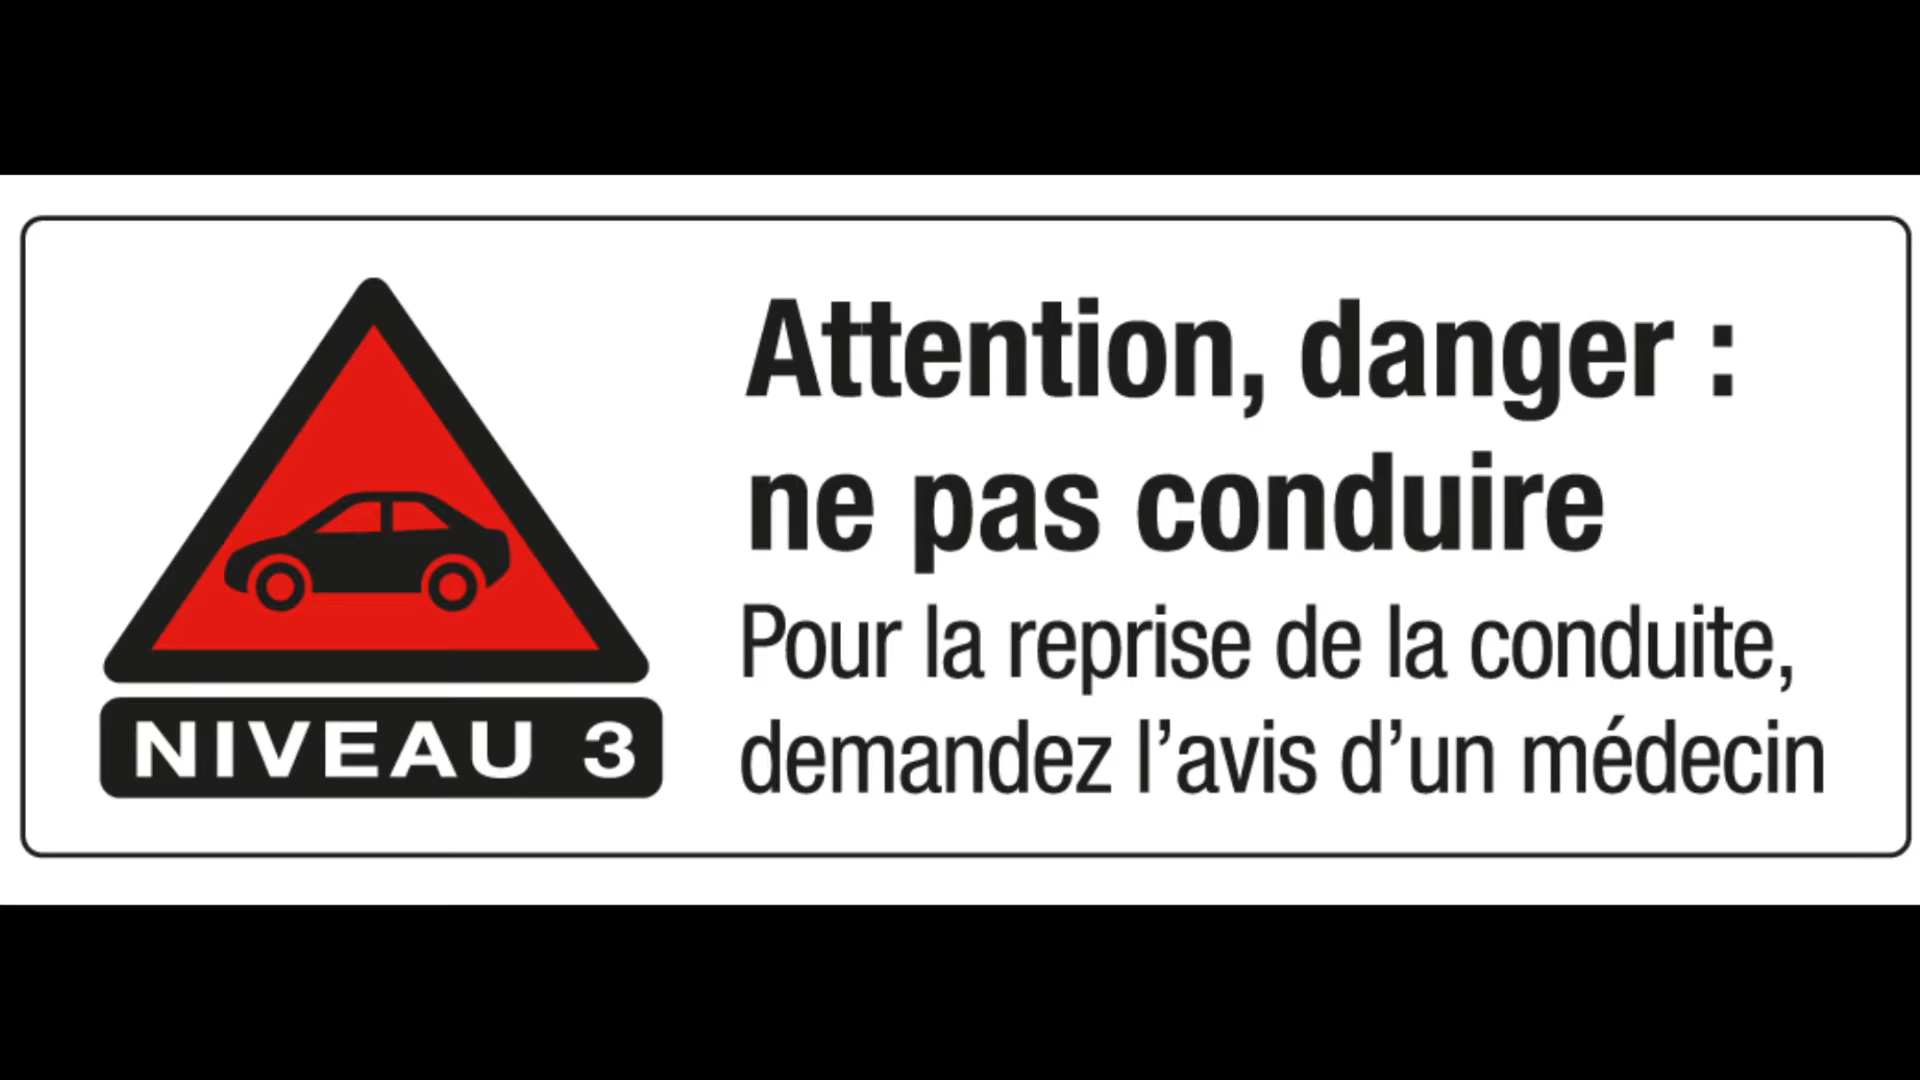 Attention, danger :
ne pas conduire
Pour la reprise de la conduite,
demandez l’avis d’un médecin
NIVEAU 3